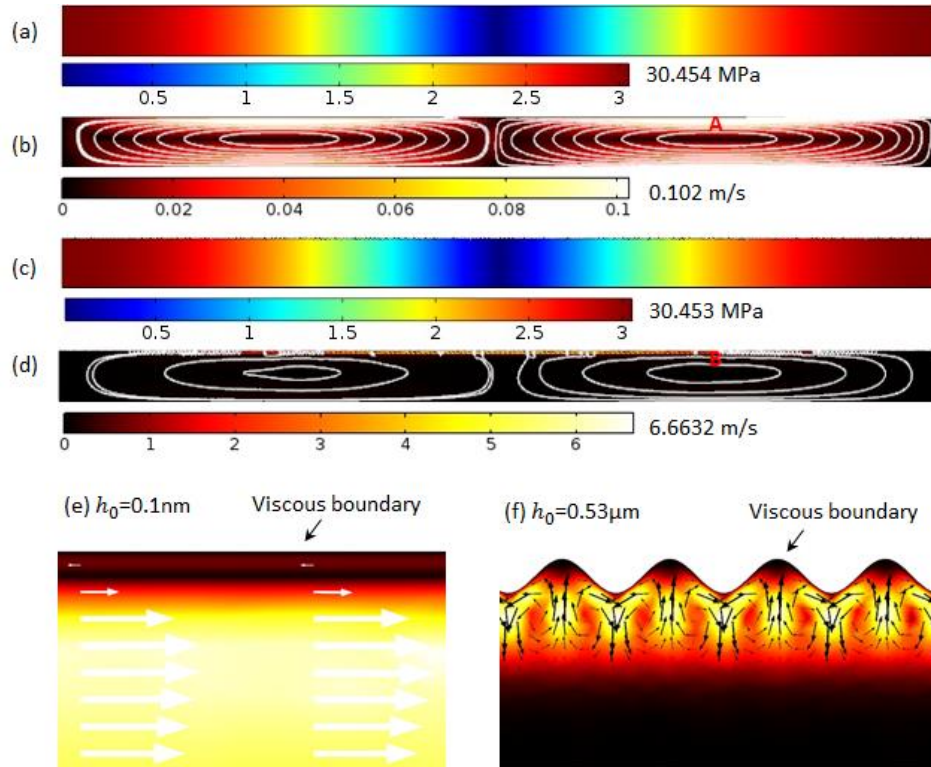 (a)
0.5 1 1.5 2 2.5 3 30.454 MPa
A
(b)
0 0.02 0.04 0.06 0.08 0.1 0.102 m/s
(c)
0.5 1 1.5 2 2.5 3 30.453 MPa
B
(d)
0 1 2 3 4 5 6 6.6632 m/s
(e) h₀=0.1nm Viscous boundary
(f) h₀=0.53μm Viscous boundary